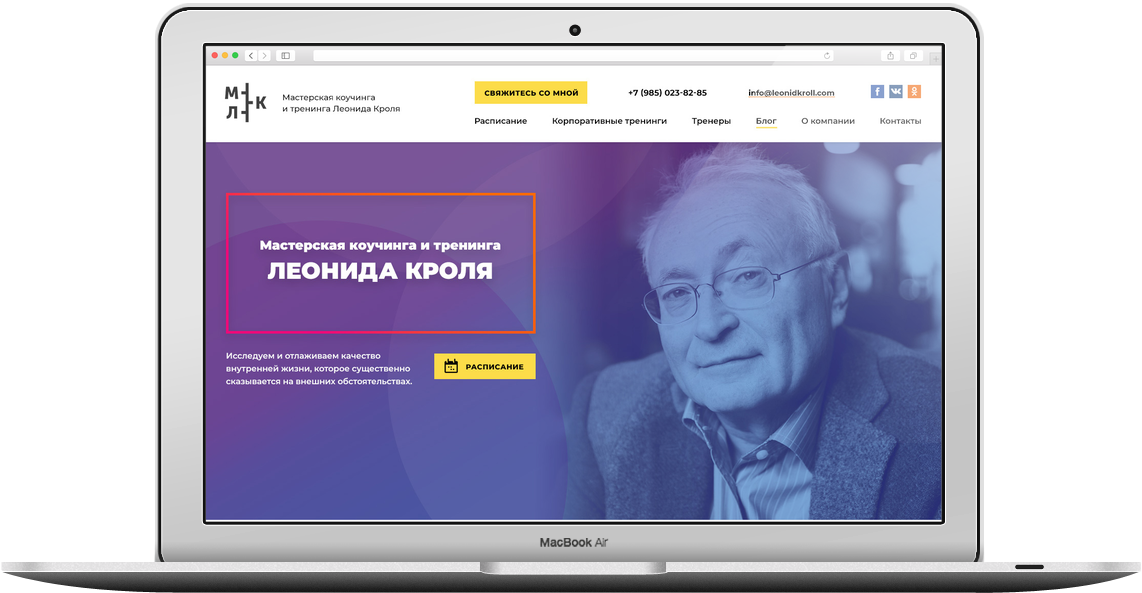 М
К
Л
Мастерская коучинга
и тренинга Леонида Кроля
СВЯЖИТЕСЬ СО МНОЙ
+7 (985) 023-82-85
info@leonidkroll.com
f
Расписание
Корпоративные тренинги
Тренеры
Блог
О компании
Контакты
Мастерская коучинга и тренинга
ЛЕОНИДА КРОЛЯ
Исследуем и отлаживаем качество
внутренней жизни, которое существенно
сказывается на внешних обстоятельствах.
РАСПИСАНИЕ
MacBook Air